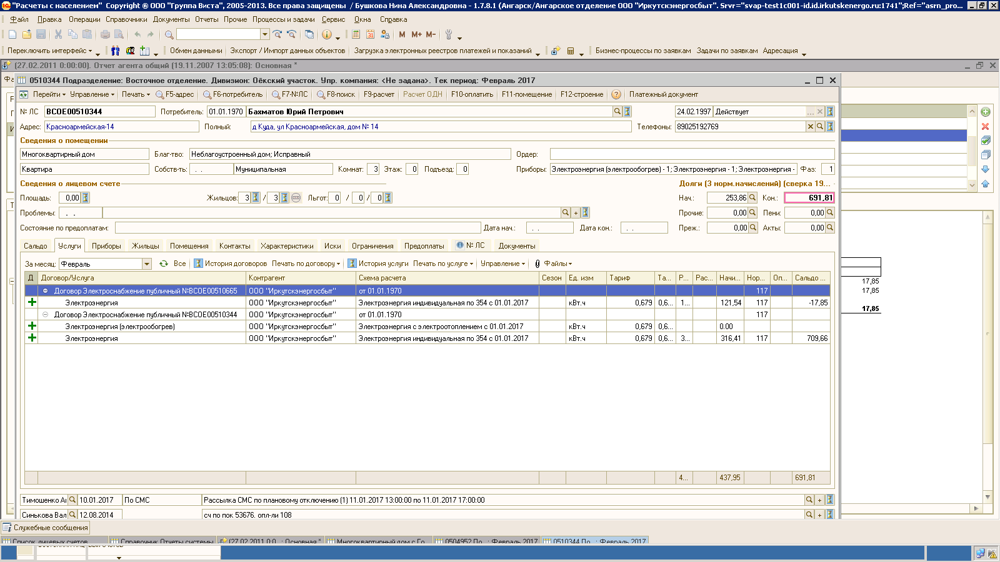 "Расчеты с населением" Copyright © ООО "Группа Виста", 2005-2013. Все права защищены / Бушкова Нина Александровна - 1.7.8.1 (Ангарск/Ангарское отделение ООО "Иркутскэнергосбыт". Srvr="svap-test1c001-id.id.irkutskenergo.ru:1741";Ref="asrn_pro...
Файл Правка Операции Справочники Документы Отчеты Прочие Процессы и задачи Сервис Окна Справка
M M+ M-
Переключить интерфейс Обмен данными Экспорт / Импорт данных объектов Загрузка электронных реестров платежей и показаний Бизнес-процессы по заявкам Задачи по заявкам Адресация
(27.02.2011 0:00:00). Отчет агента общий (19.11.2007 13:05:08): Основная *
0510344 Подразделение: Восточное отделение. Дивизион: Оёкский участок. Упр. компания: <Не задана>. Тек период: Февраль 2017
Перейти Управление Печать F5-адрес F6-потребитель F7-№ЛС F8-поиск F9-расчет Расчет ОДН F10-оплатить F11-помещение F12-строение Платежный документ
№ ЛС ВСОЕ00510344 Потребитель: 01.01.1970 Бахматов Юрий Петрович 24.02.1997 Действует
Адрес: Красноармейская-14 Полный: д Куда, ул Красноармейская, дом № 14 Телефоны: 89025192769
Сведения о помещении
Многоквартирный дом Благ-тво: Неблагоустроенный дом; Исправный Ордер:
Квартира Собств-ть: . . Муниципальная Комнат: 3 Этаж: 0 Подъезд: 0 Приборы: Электроэнергия (электрообогрев) - 1; Электроэнергия - 1; Электроэнергия - Фаз: 1
Сведения о лицевом счете Долги (3 норм.начислений) (сверка 19...
Площадь: 0,00 Жильцов: 3 / 3 Льгот: 0 / 0 / 0 Нач.: 253,86 Кон.: 691,81
Проблемы: . . Прочие: 0,00 Пени: 0,00
Состояние по предоплатам: Дата нач.: . . Дата кон.: . . Преж.: 0,00 Акты: 0,00
Сальдо Услуги Приборы Жильцы Помещения Контакты Характеристики Иски Ограничения Предоплаты № ЛС Документы
За месяц: Февраль Все История договоров Печать по договору История услуги Печать по услуге Управление Файлы
Д Договор/Услуга Контрагент Схема расчета Сезон Ед. изм Тариф Та... Р... Рас... Начи... Нор... Оп... Сальдо ...
Договор Электроснабжение публичный №ВСОЕ00510665 ООО "Иркутскэнергосбыт" от 01.01.1970 117
Электроэнергия ООО "Иркутскэнергосбыт" Электроэнергия индивидуальная по 354 с 01.01.2017 кВт.ч 0,679 0,6... 1... 121,54 117 -17,85
Договор Электроснабжение публичный №ВСОЕ00510344 ООО "Иркутскэнергосбыт" от 01.01.1970 117
Электроэнергия (электрообогрев) ООО "Иркутскэнергосбыт" Электроэнергия с электроотоплением с 01.01.2017 кВт.ч 0,679 0,6... 0.00
Электроэнергия ООО "Иркутскэнергосбыт" Электроэнергия индивидуальная по 354 с 01.01.2017 кВт.ч 0,679 0,6... 3... 316,41 117 709,66
4... 437,95 691,81
17,85
17,85
17,85
Тимошенко Ан 10.01.2017 По СМС Рассылка СМС по плановому отключению (1) 11.01.2017 13:00:00 по 11.01.2017 17:00:00
Синькова Вал 12.08.2014 сч по пок 53676. опл-ли 108
Служебные сообщения
Список лицевых счетов Справочник Отчеты системы (27.02.2011 0:0... : Основная * Многоквартирный дом с Го... 0504952 По... : Февраль 2017 0510344 По... : Февраль 2017